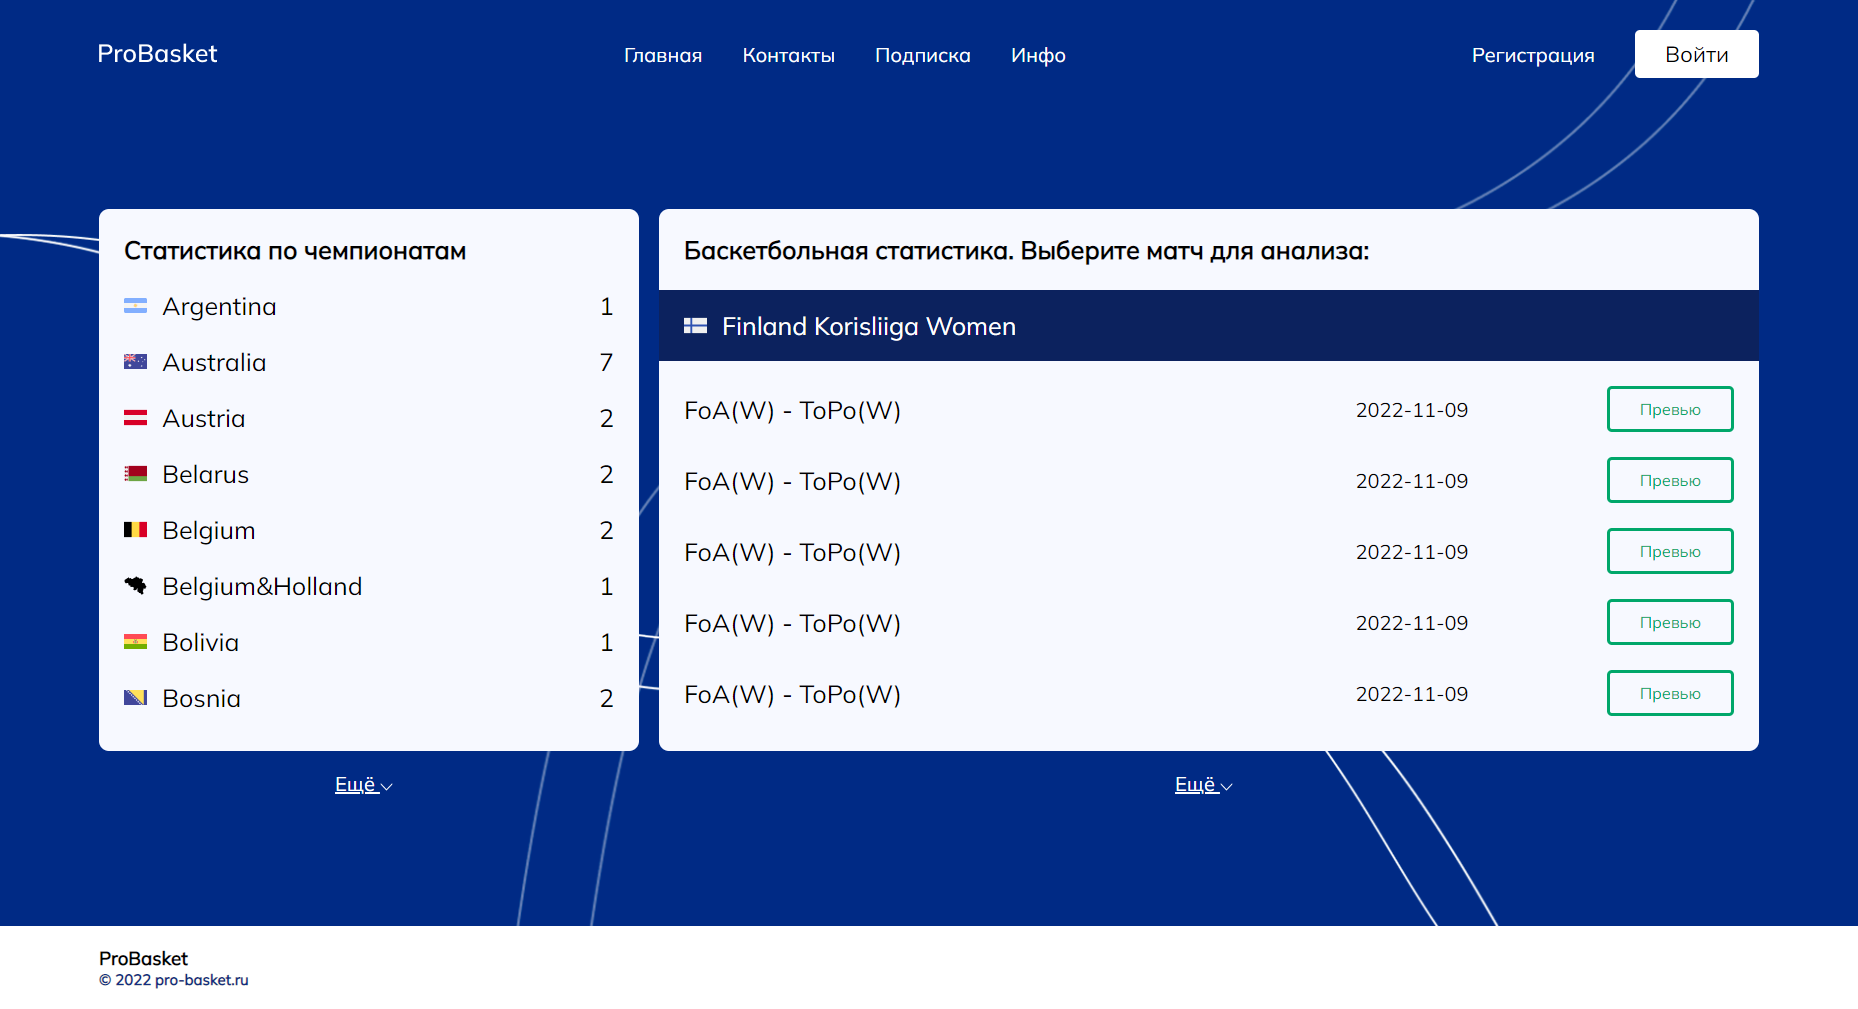 ProBasket
Главная Контакты Подписка Инфо
Регистрация Войти
Статистика по чемпионатам
Argentina 1
Australia 7
Austria 2
Belarus 2
Belgium 2
Belgium&Holland 1
Bolivia 1
Bosnia 2
Ещё
Баскетбольная статистика. Выберите матч для анализа:
Finland Korisliiga Women
FoA(W) - ToPo(W) 2022-11-09 Превью
FoA(W) - ToPo(W) 2022-11-09 Превью
FoA(W) - ToPo(W) 2022-11-09 Превью
FoA(W) - ToPo(W) 2022-11-09 Превью
FoA(W) - ToPo(W) 2022-11-09 Превью
Ещё
ProBasket
© 2022 pro-basket.ru